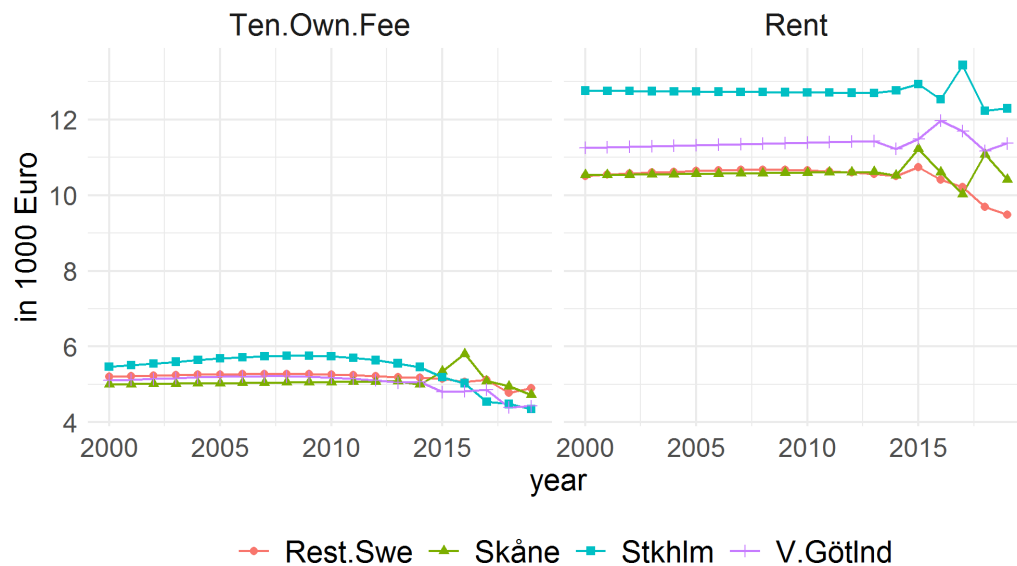 Ten.Own.Fee Rent
in 1000 Euro
12
10
8
6
4
2000 2005 2010 2015 2000 2005 2010 2015
year
Rest.Swe Skåne Stkhlm V.Götlnd